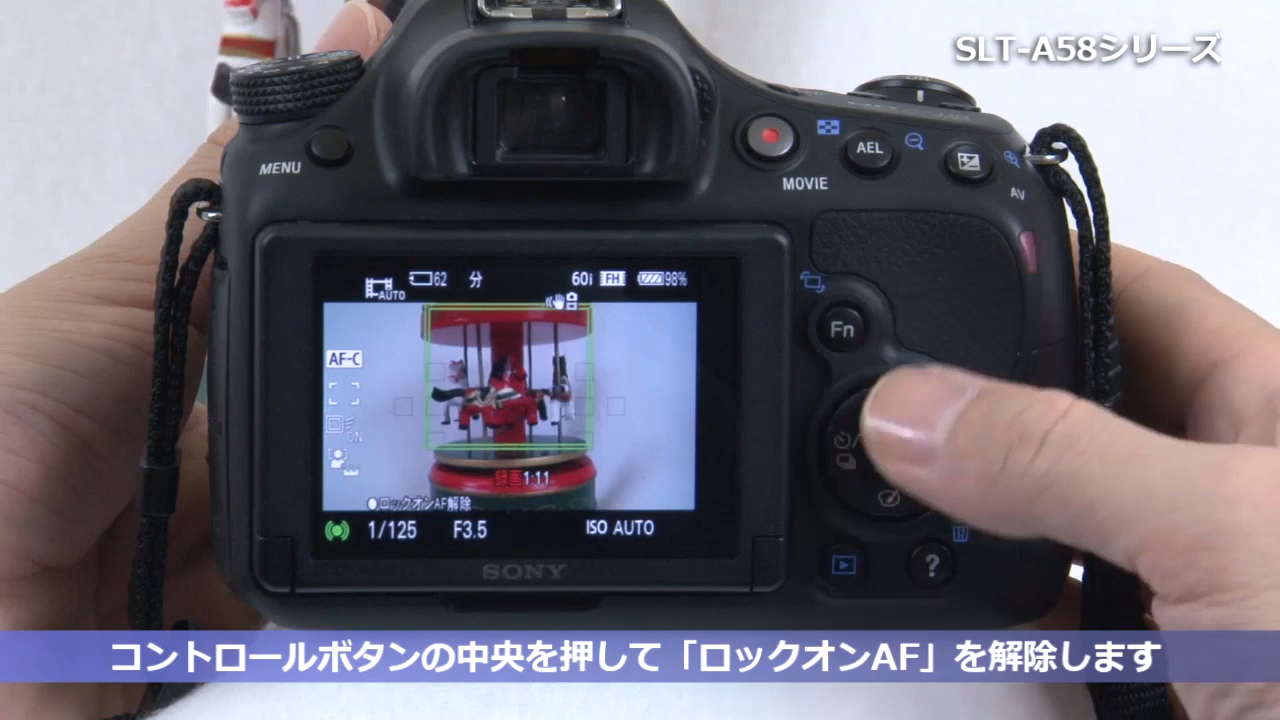 SLT-A58シリーズ
MENU
AEL
MOVIE
AV
62 分 60i FH 98%
AUTO
AF-C
ON
Fn
録画1:11
ロックオンAF解除
1/125 F3.5 ISO AUTO
?
SONY
コントロールボタンの中央を押して「ロックオンAF」を解除します